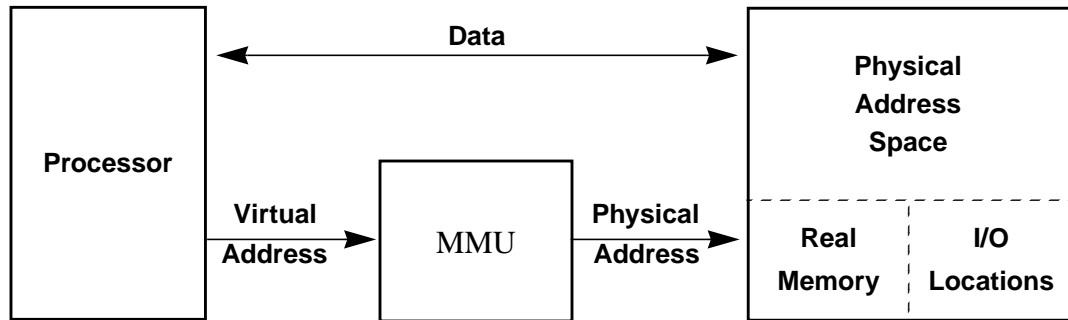 Data
Physical
Address
Space
Processor
Virtual
Address
MMU
Physical
Address
Real
Memory
I/O
Locations